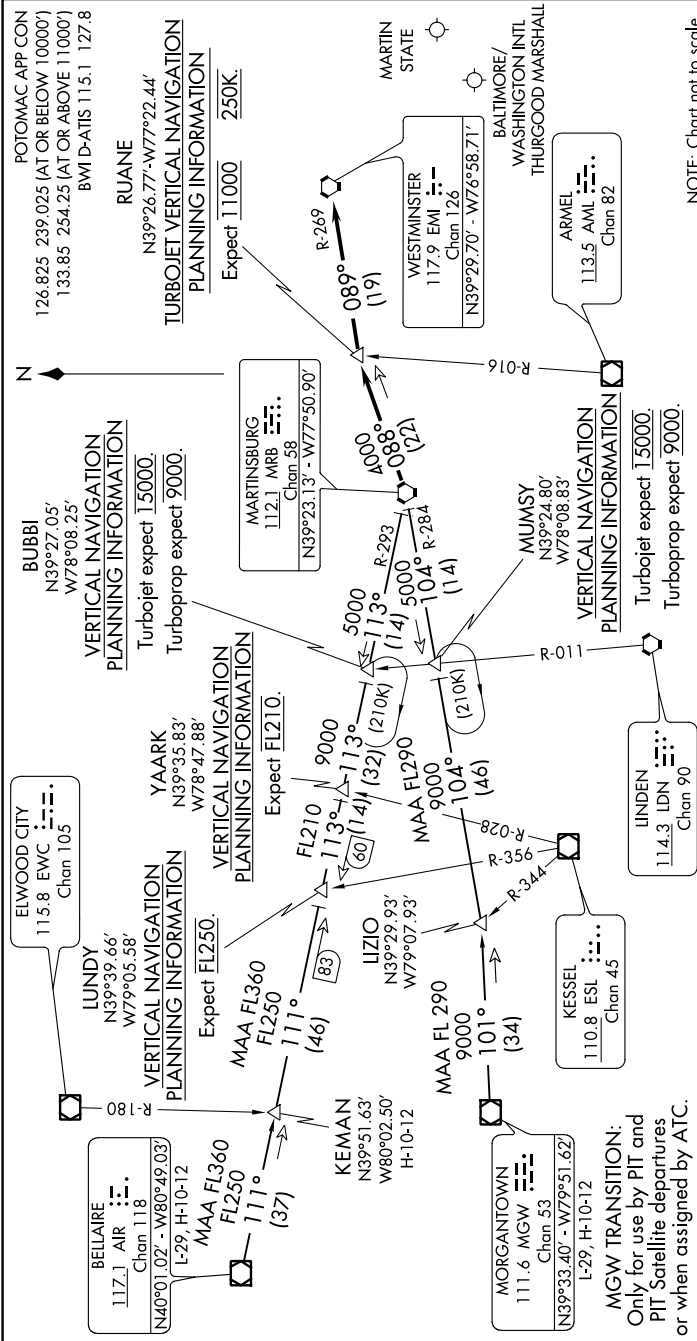 POTOMAC APP CON
126.825 239.025 (AT OR BELOW 10000')
133.85 254.25 (AT OR ABOVE 11000')
BWI D-ATIS 115.1 127.8
RUANE
N39°26.77'-W77°22.44'
TURBOJET VERTICAL NAVIGATION
PLANNING INFORMATION
Expect 11000 250K.
MARTIN
STATE
BALTIMORE/
WASHINGTON INTL
THURGOOD MARSHALL
N
BUBBI
N39°27.05'
W78°08.25'
VERTICAL NAVIGATION
PLANNING INFORMATION
Turbojet expect 15000.
Turboprop expect 9000.
MARTINSBURG
112.1 MRB
Chan 58
N39°23.13' - W77°50.90'
WESTMINSTER
117.9 EMI
Chan 126
N39°29.70' - W76°58.71'
R-269
089°
(19)
4000
088°
(22)
R-016
ARMEL
113.5 AML
Chan 82
NOTE: Chart not to scale.
ELWOOD CITY
115.8 EWC
Chan 105
YAARK
N39°35.83'
W78°47.88'
VERTICAL NAVIGATION
PLANNING INFORMATION
Expect FL210.
LUNDY
N39°39.66'
W79°05.58'
VERTICAL NAVIGATION
PLANNING INFORMATION
Expect FL250.
R-293
5000
113°
(14)
(210K)
9000
113°
(32)
FL210
113°
(14)
60
R-284
5000
104°
(14)
(210K)
MAA FL290
9000
104°
(46)
MUMSY
N39°24.80'
W78°08.83'
VERTICAL NAVIGATION
PLANNING INFORMATION
Turbojet expect 15000.
Turboprop expect 9000.
R-011
LINDEN
114.3 LDN
Chan 90
R-028
R-356
R-344
KESSEL
110.8 ESL
Chan 45
LIZIO
N39°29.93'
W79°07.93'
83
MAA FL360
FL250
111°
(46)
R-180
KEMAN
N39°51.63'
W80°02.50'
H-10-12
BELLAIRE
117.1 AIR
Chan 118
N40°01.02' - W80°49.03'
L-29, H-10-12
MAA FL360
FL250
111°
(37)
MAA FL 290
9000
101°
(34)
MORGANTOWN
111.6 MGW
Chan 53
N39°33.40' - W79°51.62'
L-29, H-10-12
MGW TRANSITION:
Only for use by PIT and
PIT Satellite departures
or when assigned by ATC.